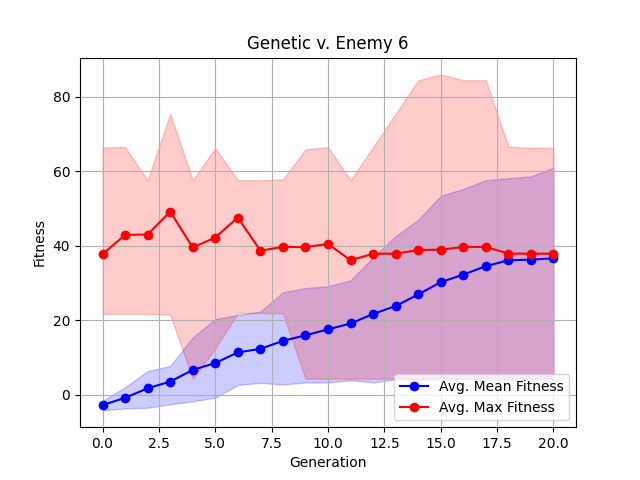 Genetic v. Enemy 6
Fitness
80
60
40
20
0
0.0 2.5 5.0 7.5 10.0 12.5 15.0 17.5 20.0
Generation
Avg. Mean Fitness
Avg. Max Fitness